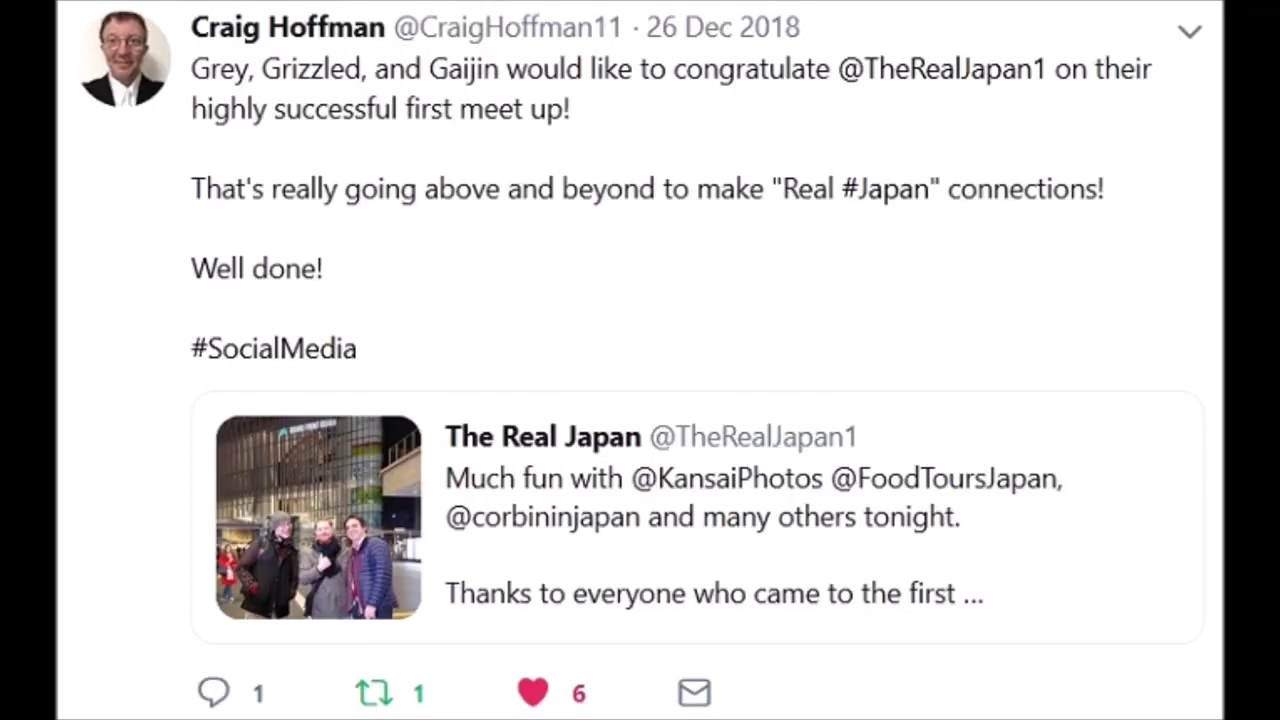 Craig Hoffman @CraigHoffman11 · 26 Dec 2018
Grey, Grizzled, and Gaijin would like to congratulate @TheRealJapan1 on their
highly successful first meet up!
That's really going above and beyond to make "Real #Japan" connections!
Well done!
#SocialMedia
The Real Japan @TheRealJapan1
Much fun with @KansaiPhotos @FoodToursJapan,
@corbininjapan and many others tonight.
Thanks to everyone who came to the first ...
1 1 6